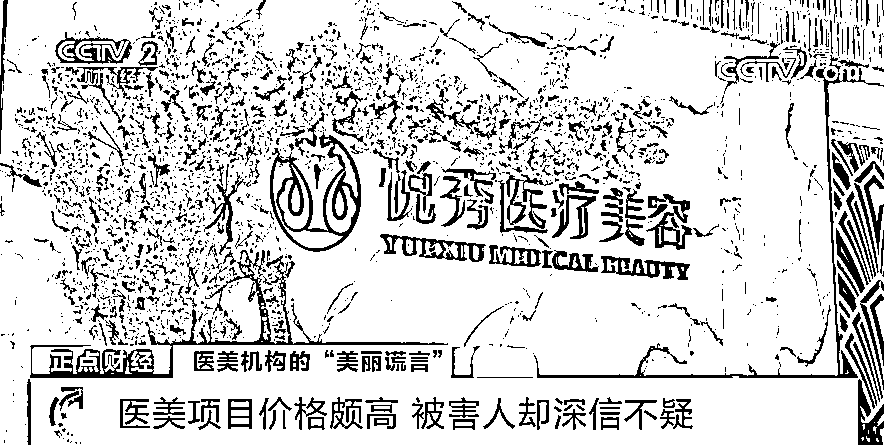 CCTV 2
财经
CCTV com
悦秀医疗美容
YUEXIU MEDICAL BEAUTY
正点财经
医美机构的“美丽谎言”
医美项目价格颇高 被害人却深信不疑